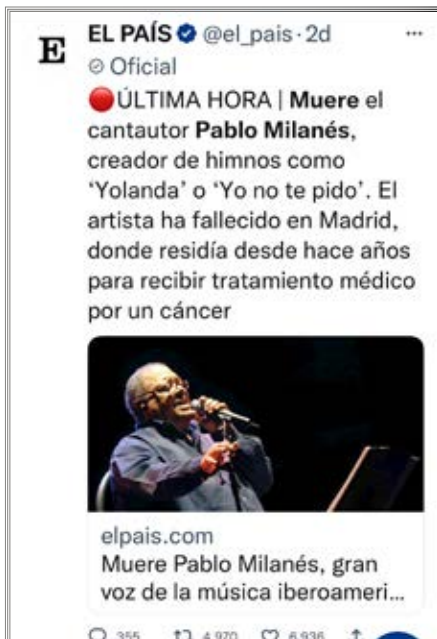 EL PAÍS @el_pais · 2d ···
E
Oficial
ÚLTIMA HORA | Muere el
cantautor Pablo Milanés,
creador de himnos como
‘Yolanda’ o ‘Yo no te pido’. El
artista ha fallecido en Madrid,
donde residía desde hace años
para recibir tratamiento médico
por un cáncer
elpais.com
Muere Pablo Milanés, gran
voz de la música iberoameri...
355 4.970 6.936